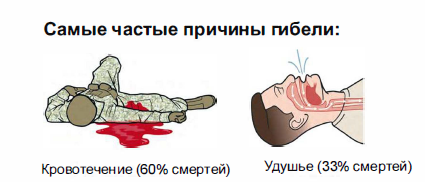 Самые частые причины гибели:
Кровотечение (60% смертей)
Удушье (33% смертей)